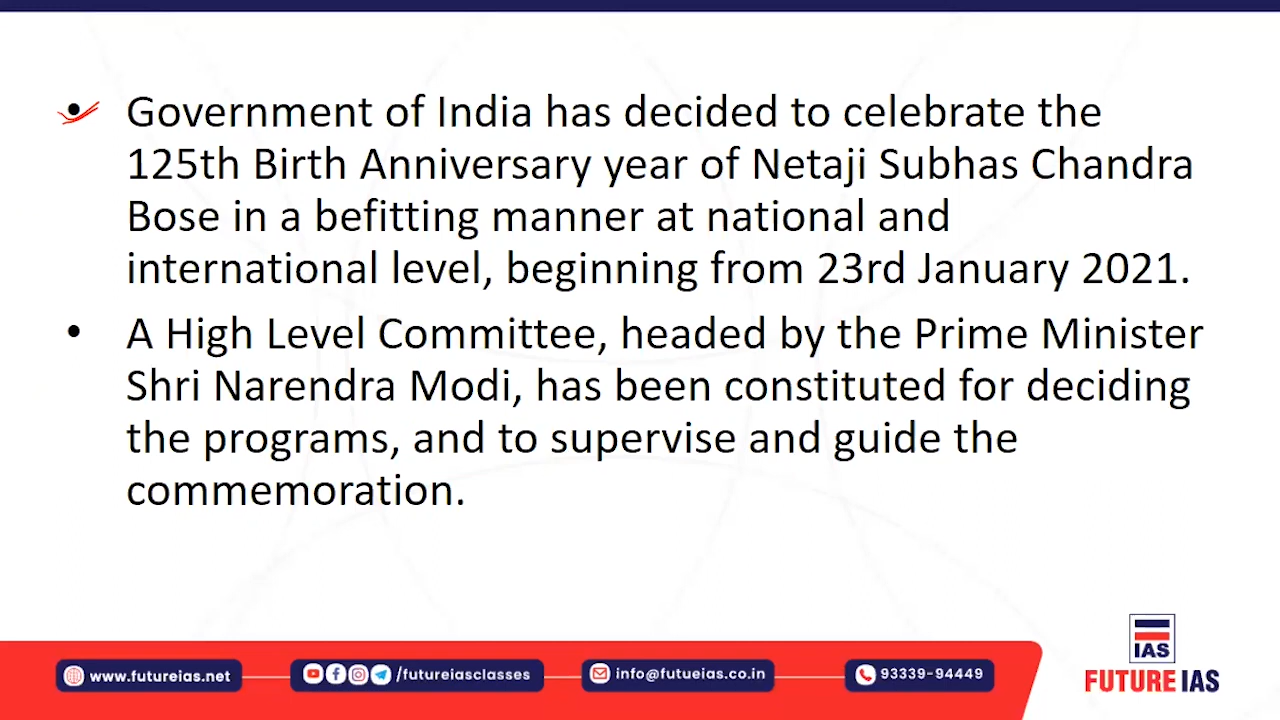 • Government of India has decided to celebrate the
125th Birth Anniversary year of Netaji Subhas Chandra
Bose in a befitting manner at national and
international level, beginning from 23rd January 2021.
• A High Level Committee, headed by the Prime Minister
Shri Narendra Modi, has been constituted for deciding
the programs, and to supervise and guide the
commemoration.
www.futureias.net
/futureiasclasses
info@futueias.co.in
93339-94449
IAS
FUTURE IAS